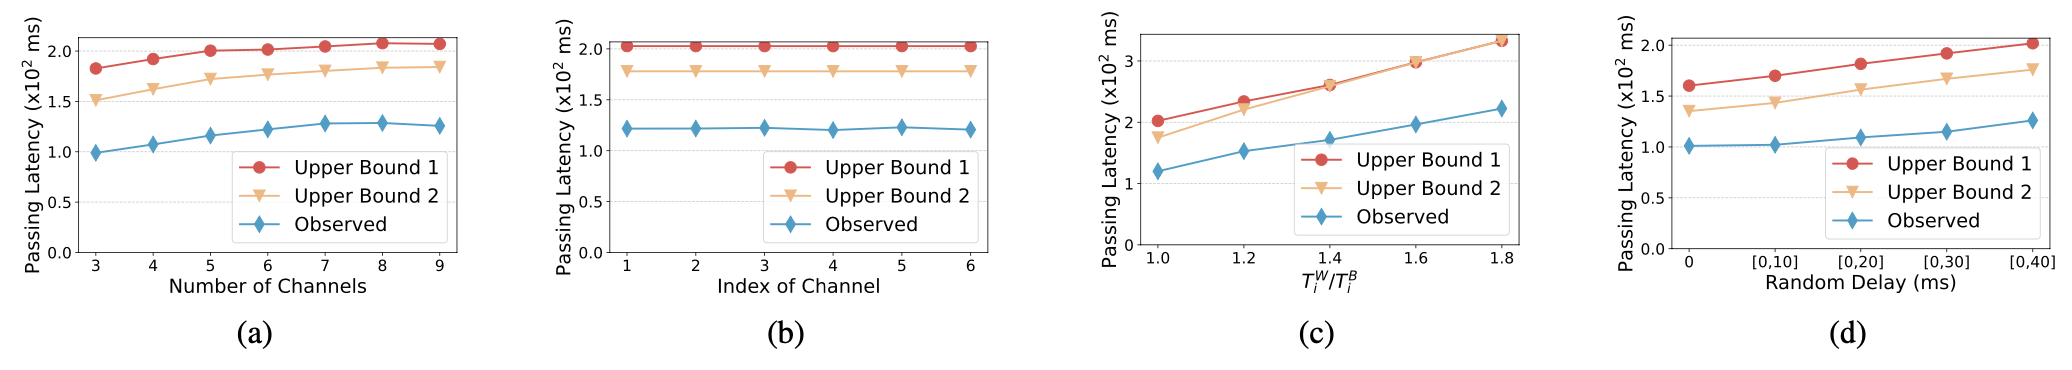 Passing Latency (x10² ms)
2.0
1.5
1.0
0.5
0.0
Upper Bound 1
Upper Bound 2
Observed
3 4 5 6 7 8 9
Number of Channels
(a)
Passing Latency (x10² ms)
2.0
1.5
1.0
0.5
0.0
Upper Bound 1
Upper Bound 2
Observed
1 2 3 4 5 6
Index of Channel
(b)
Passing Latency (x10² ms)
3
2
1
0
Upper Bound 1
Upper Bound 2
Observed
1.0 1.2 1.4 1.6 1.8
T_i^W/T_i^B
(c)
Passing Latency (x10² ms)
2.0
1.5
1.0
0.5
0.0
Upper Bound 1
Upper Bound 2
Observed
0 [0,10] [0,20] [0,30] [0,40]
Random Delay (ms)
(d)